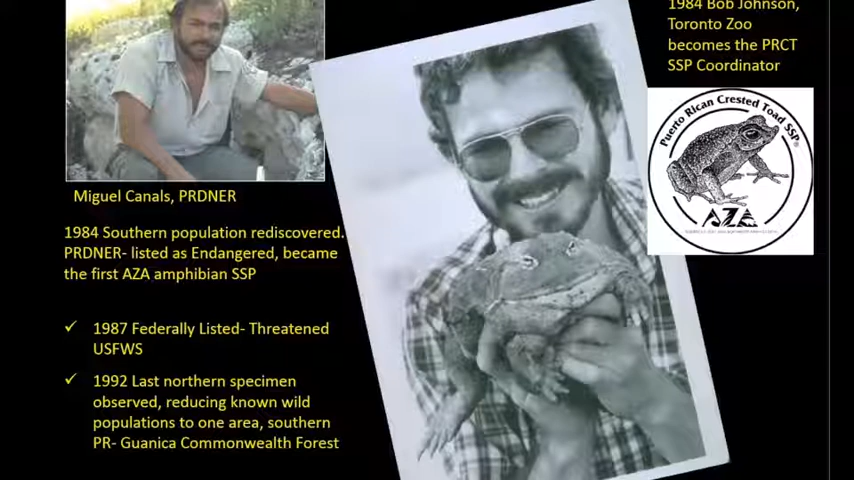 1984 Bob Johnson,
Toronto Zoo
becomes the PRCT
SSP Coordinator
Puerto Rican Crested Toad SSP®
AZA
Miguel Canals, PRDNER
1984 Southern population rediscovered.
PRDNER- listed as Endangered, became
the first AZA amphibian SSP
✓ 1987 Federally Listed- Threatened
USFWS
✓ 1992 Last northern specimen
observed, reducing known wild
populations to one area, southern
PR- Guanica Commonwealth Forest